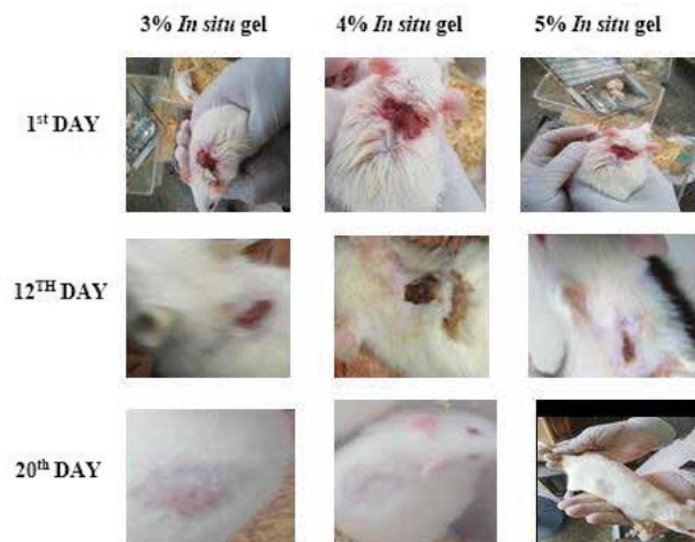 3% In situ gel 4% In situ gel 5% In situ gel
1st DAY
12TH DAY
20th DAY